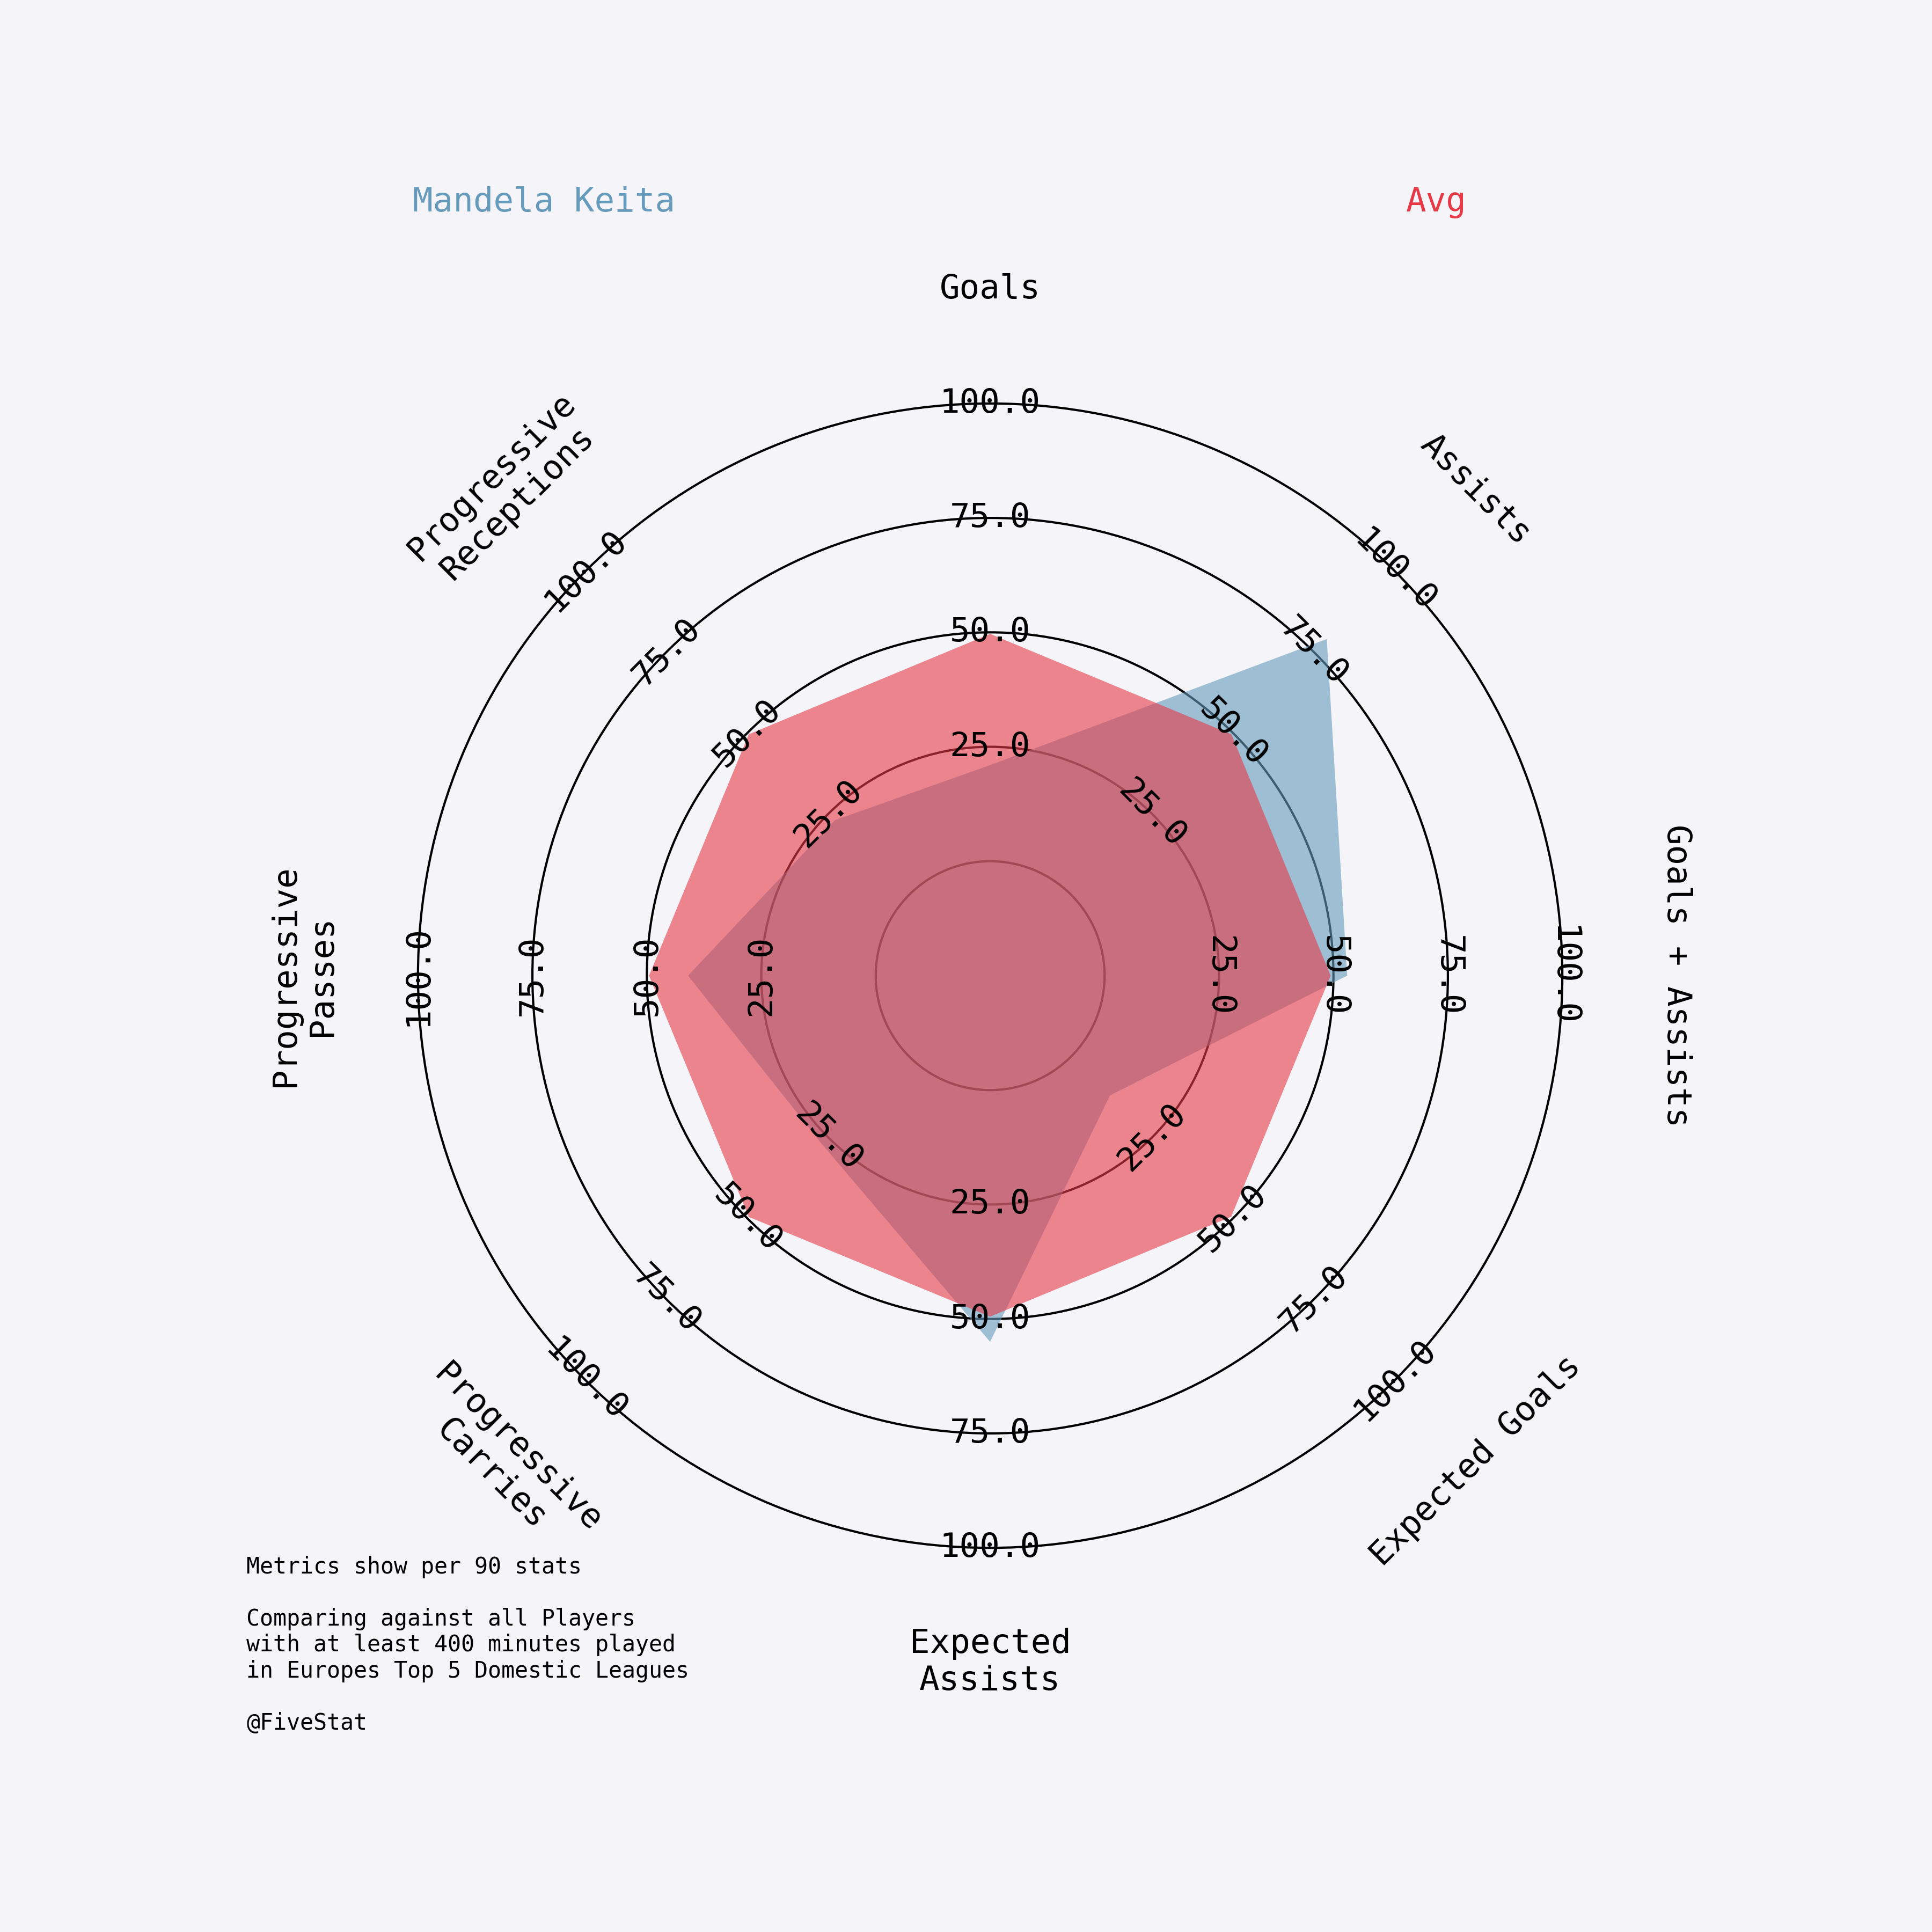 Mandela Keita
Avg
Goals
Assists
Goals + Assists
Expected Goals
Expected
Assists
Progressive
Carries
Progressive
Passes
Progressive
Receptions
100.0
75.0
50.0
25.0
100.0
75.0
50.0
25.0
100.0
75.0
50.0
25.0
100.0
75.0
50.0
25.0
25.0
50.0
75.0
100.0
25.0
50.0
75.0
100.0
100.0
75.0
50.0
25.0
100.0
75.0
50.0
25.0
Metrics show per 90 stats
Comparing against all Players
with at least 400 minutes played
in Europes Top 5 Domestic Leagues
@FiveStat